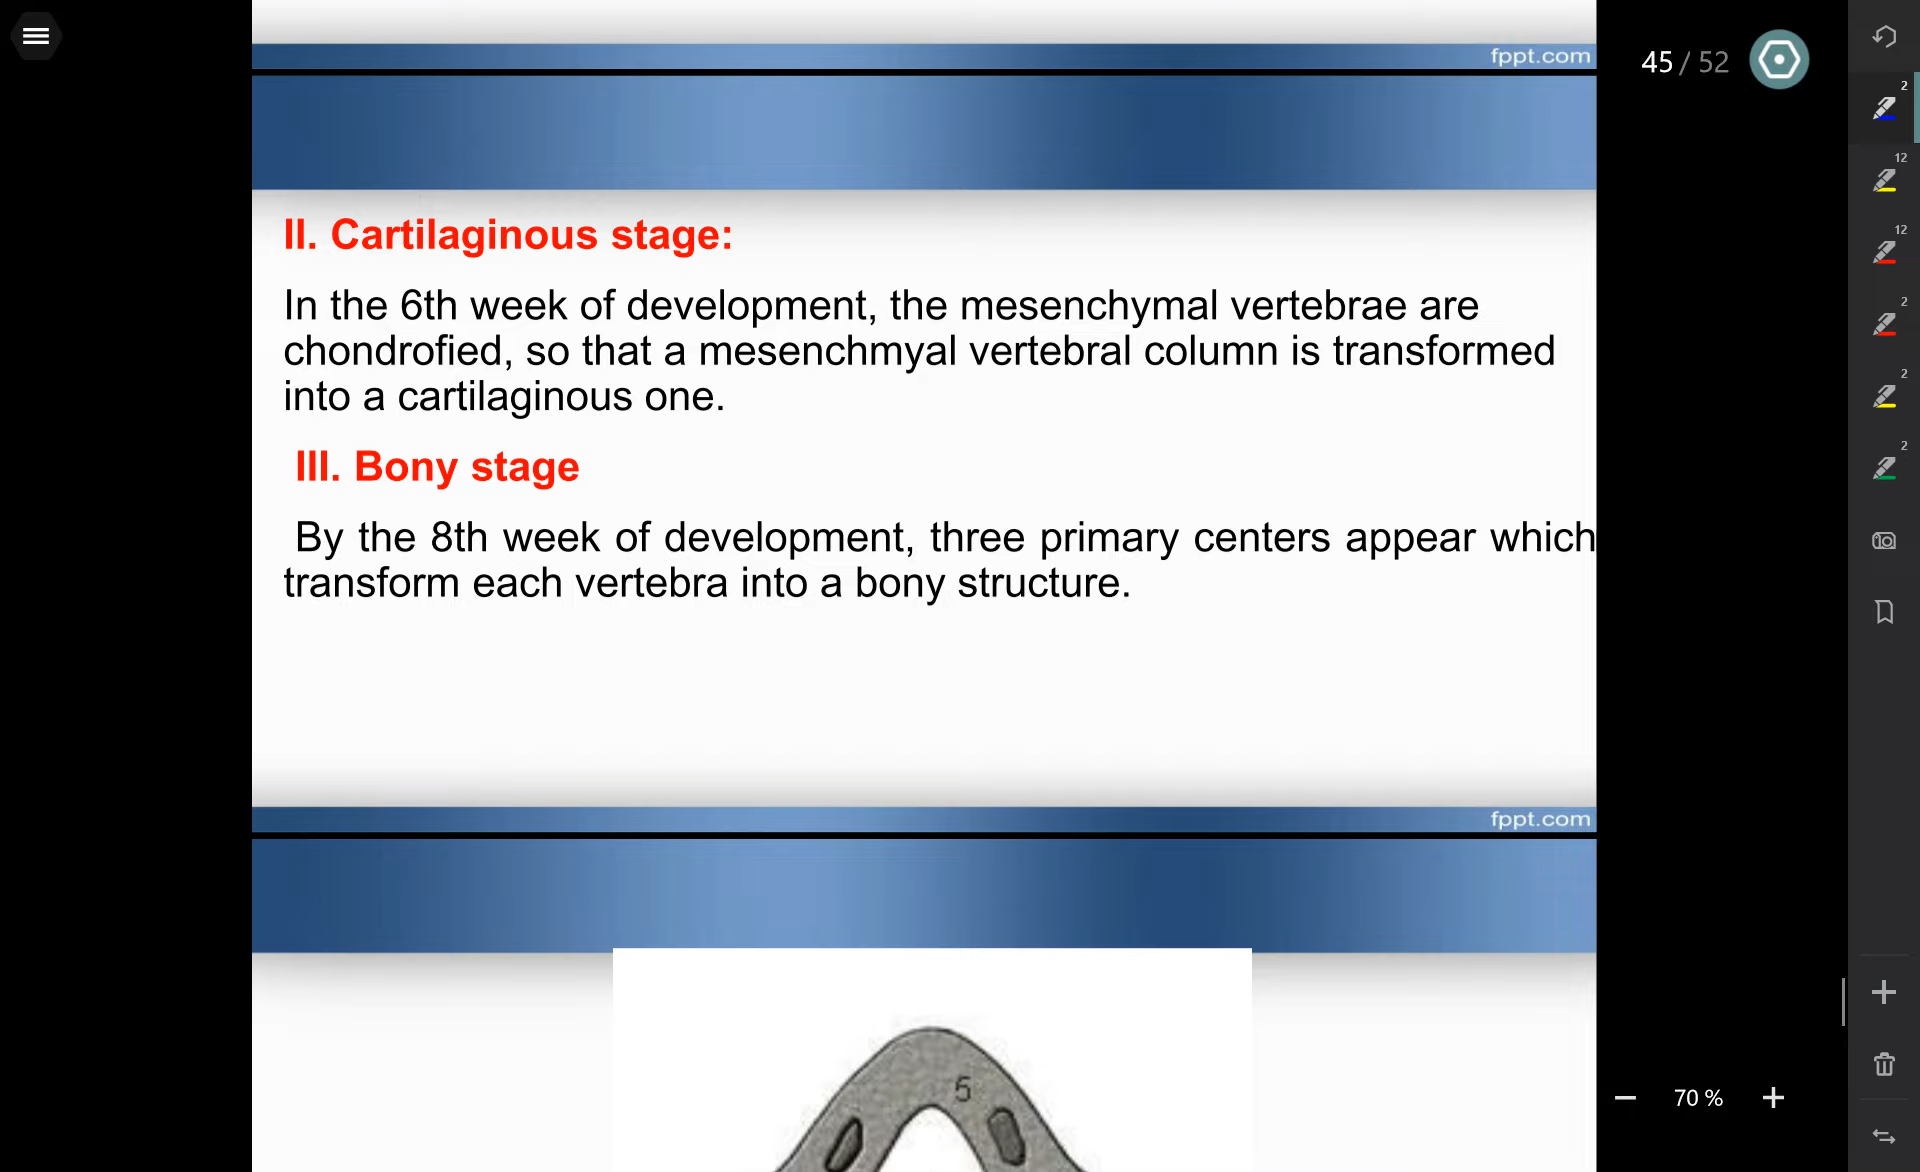 fppt.com
45 / 52
2
12
II. Cartilaginous stage:
12
In the 6th week of development, the mesenchymal vertebrae are
2
chondrofied, so that a mesenchmyal vertebral column is transformed
2
into a cartilaginous one.
2
III. Bony stage
By the 8th week of development, three primary centers appear which
transform each vertebra into a bony structure.
fppt.com
5
70 %